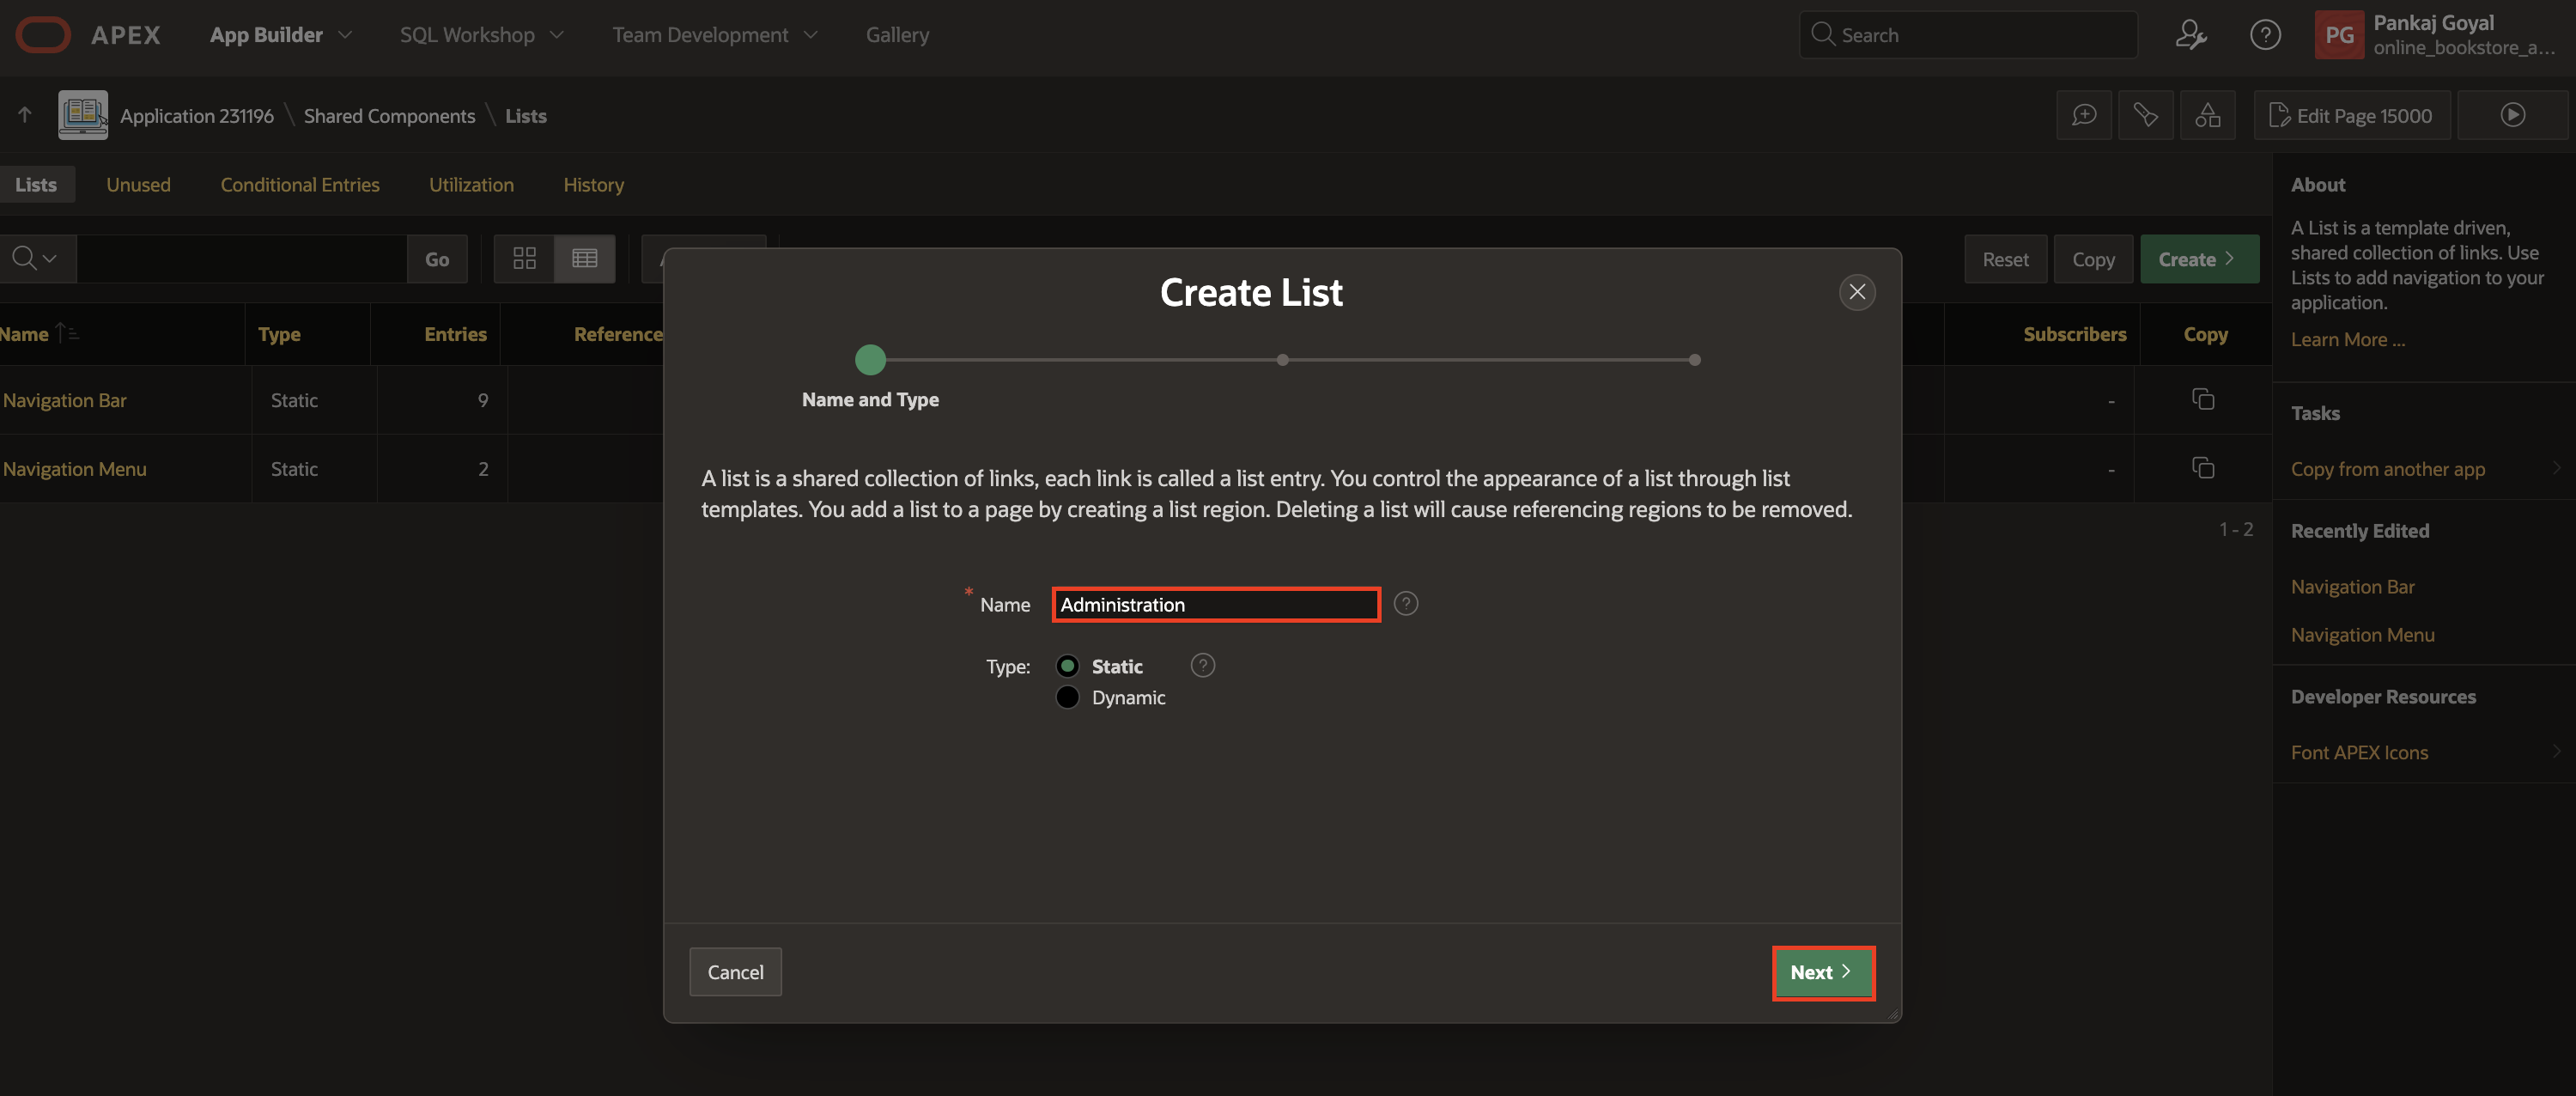 APEX App Builder SQL Workshop Team Development Gallery Search PG Pankaj Goyal
online_bookstore_a...
Application 231196 \ Shared Components \ Lists Edit Page 15000
Lists Unused Conditional Entries Utilization History
Go Reset Copy Create
Name Type Entries Reference Subscribers Copy
Navigation Bar Static 9 -
Navigation Menu Static 2 -
1 - 2
Create List
Name and Type
A list is a shared collection of links, each link is called a list entry. You control the appearance of a list through list
templates. You add a list to a page by creating a list region. Deleting a list will cause referencing regions to be removed.
* Name Administration ?
Type: Static ?
Dynamic
Cancel Next
About
A List is a template driven,
shared collection of links. Use
Lists to add navigation to your
application.
Learn More ...
Tasks
Copy from another app
Recently Edited
Navigation Bar
Navigation Menu
Developer Resources
Font APEX Icons